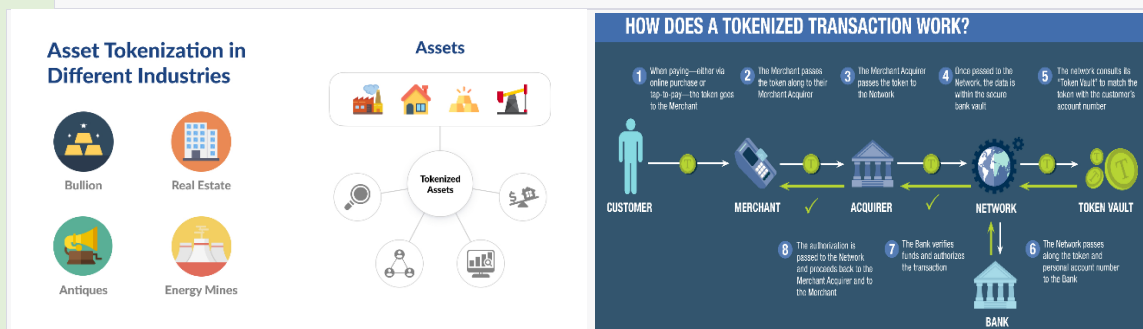 Asset Tokenization in
Different Industries
Bullion
Real Estate
Antiques
Energy Mines
Assets
Tokenized
Assets
HOW DOES A TOKENIZED TRANSACTION WORK?
1
When paying—either via
online purchase or
tap-to-pay—the token goes
to the Merchant
2
The Merchant passes
the token along to their
Merchant Acquirer
3
The Merchant Acquirer
passes the token to
the Network
4
Once passed to the
Network, the data is
within the secure
bank vault
5
The network consults its
"Token Vault" to match the
token with the customer's
account number
T
T
T
T
T
T
T
CUSTOMER
MERCHANT
ACQUIRER
NETWORK
TOKEN VAULT
8
The authorization is
passed to the Network
and proceeds back to the
Merchant Acquirer and to
the Merchant
7
The Bank verifies
funds and authorizes
the transaction
6
The Network passes
along the token and
personal account number
to the Bank
BANK